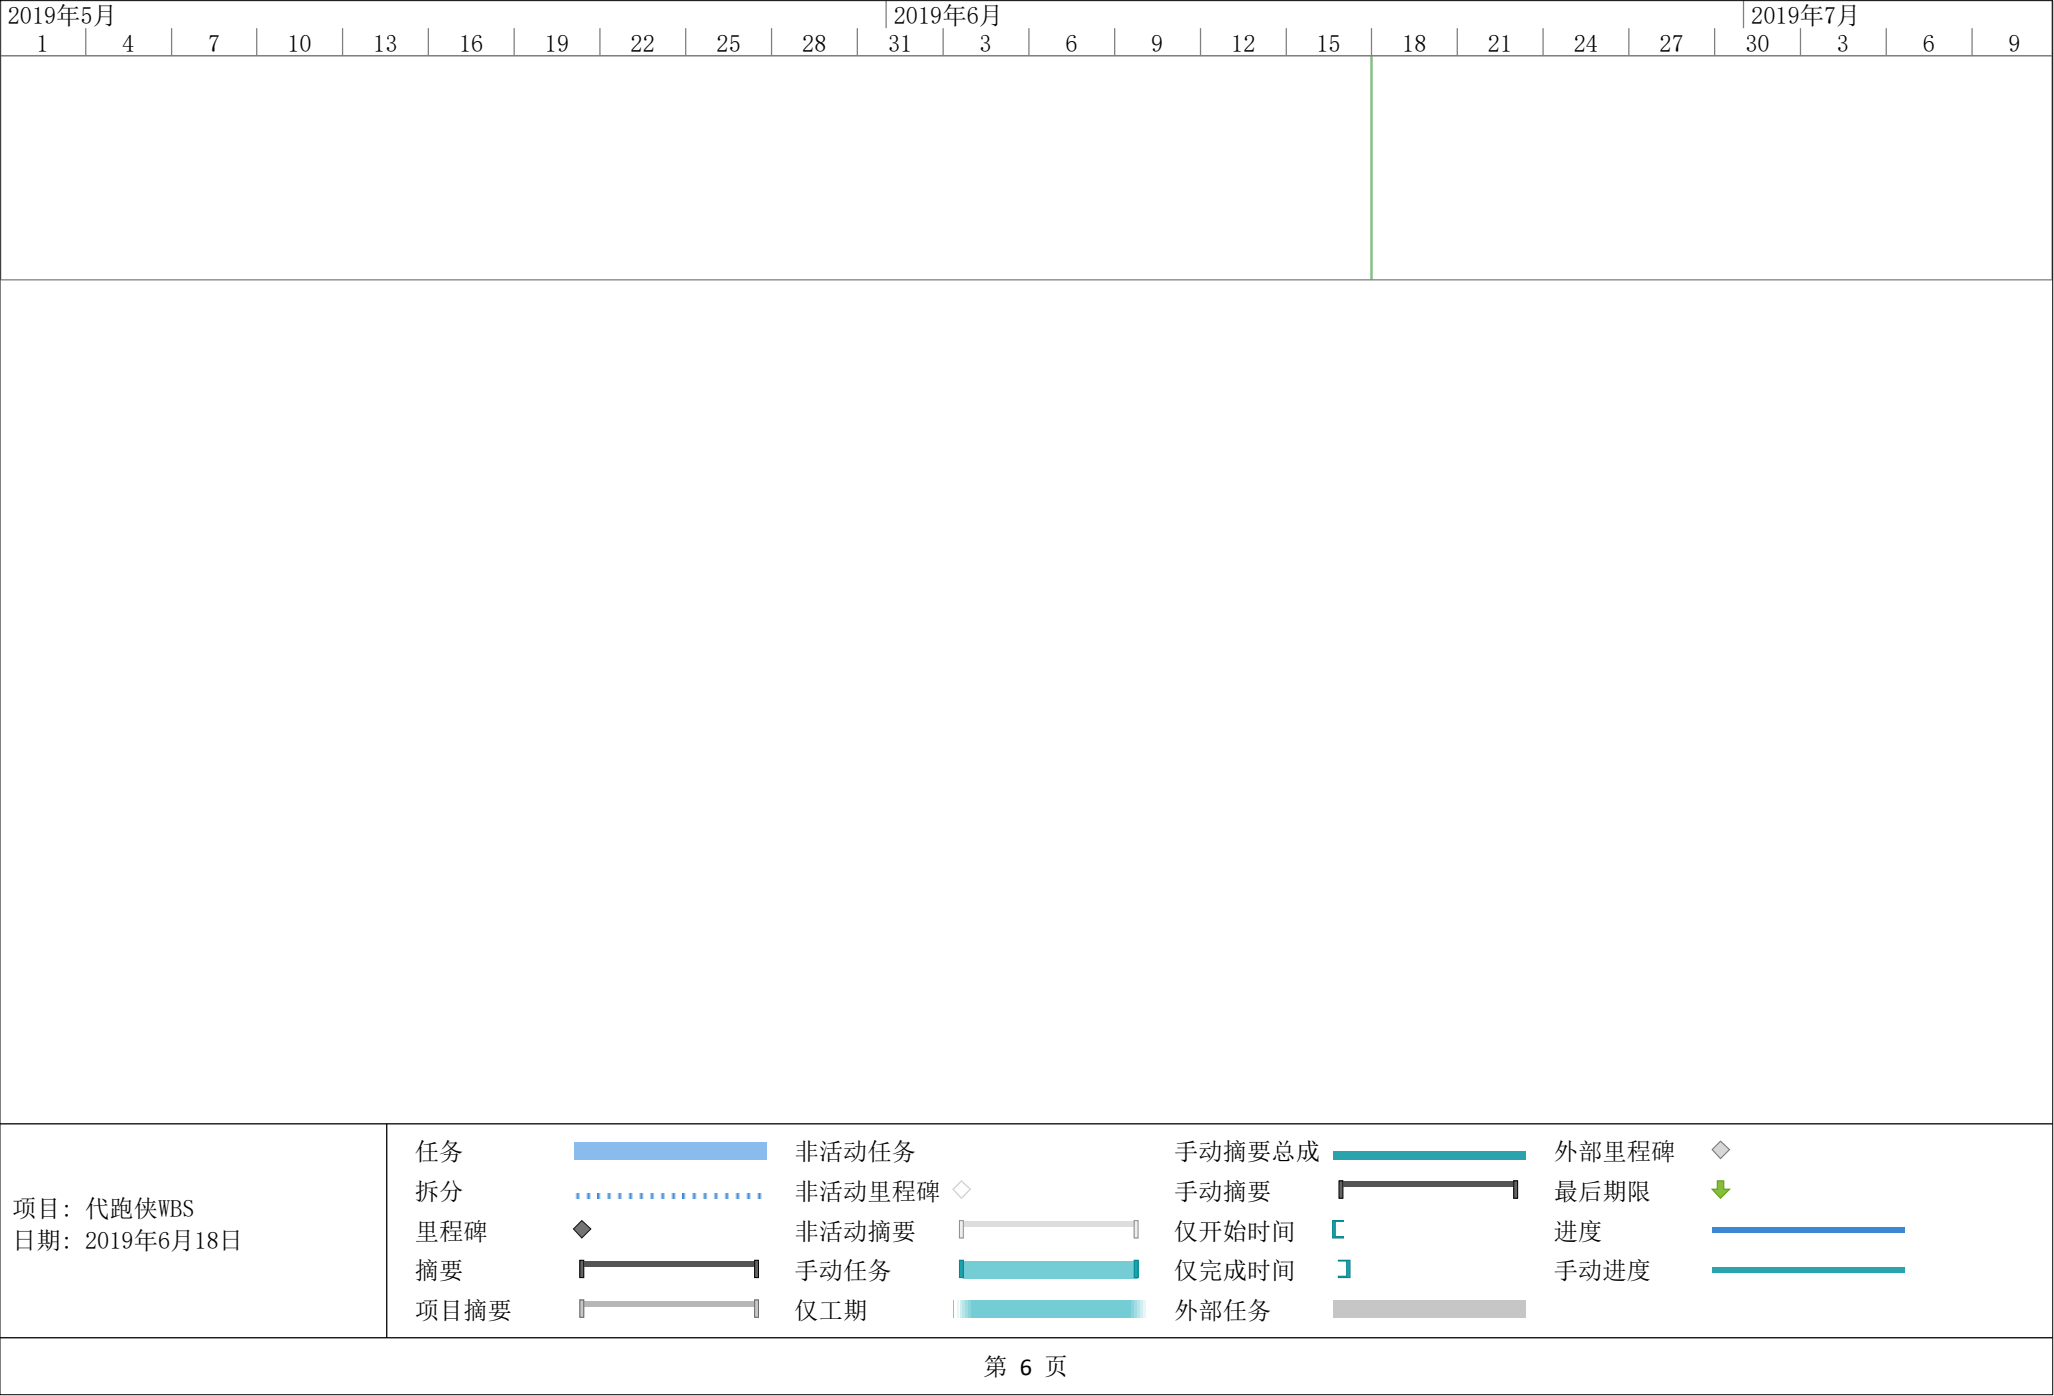 2019年5月 2019年6月 2019年7月
1 4 7 10 13 16 19 22 25 28 31 3 6 9 12 15 18 21 24 27 30 3 6 9
项目: 代跑侠WBS
日期: 2019年6月18日
任务
拆分
里程碑
摘要
项目摘要
非活动任务
非活动里程碑
非活动摘要
手动任务
仅工期
手动摘要总成
手动摘要
仅开始时间
仅完成时间
外部任务
外部里程碑
最后期限
进度
手动进度
第 6 页